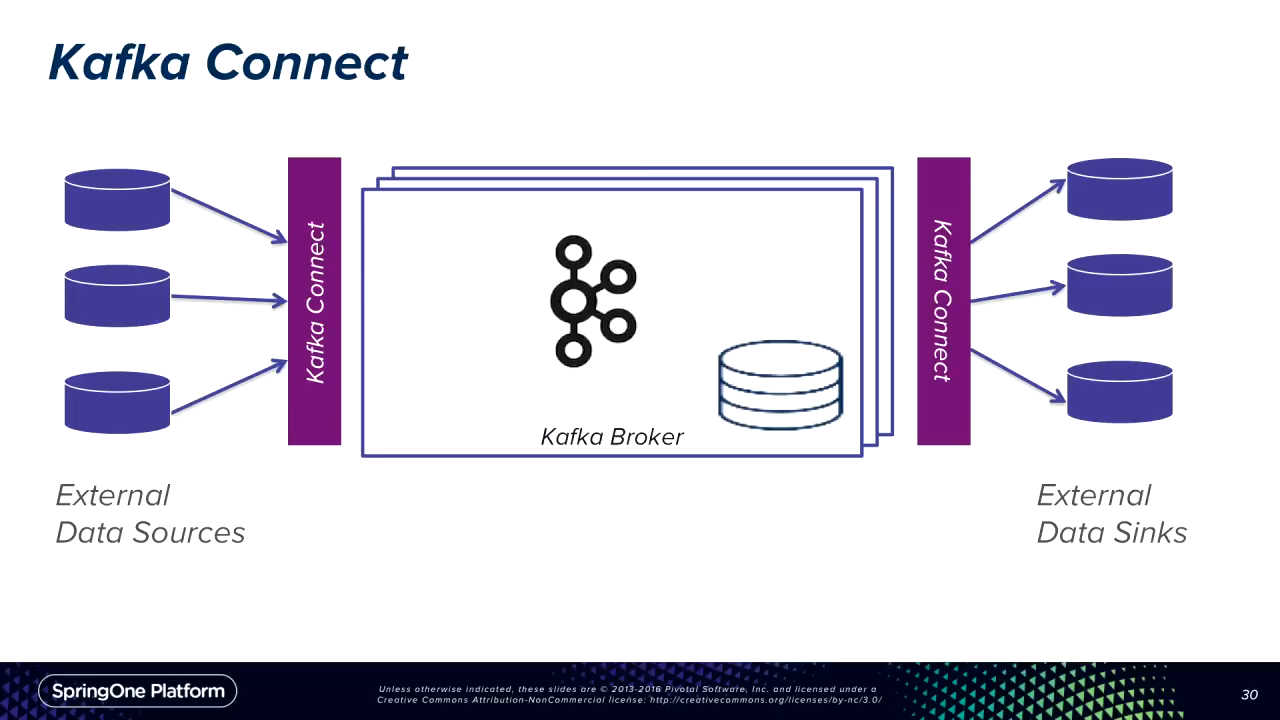 Kafka Connect
Kafka Connect
Kafka Broker
Kafka Connect
External
Data Sources
External
Data Sinks
SpringOne Platform
Unless otherwise indicated, these slides are © 2013-2016 Pivotal Software, Inc. and licensed under a
Creative Commons Attribution-NonCommercial license: http://creativecommons.org/licenses/by-nc/3.0/
30